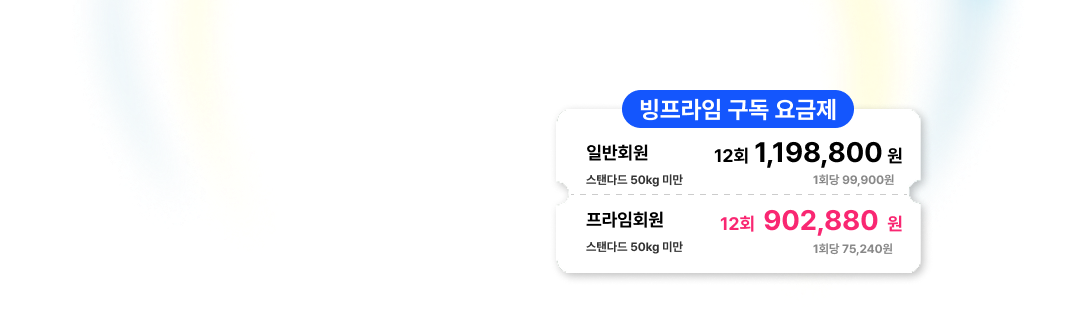 빙프라임 구독 요금제
일반회원 12회 1,198,800 원
스탠다드 50kg 미만 1회당 99,900원
프라임회원 12회 902,880 원
스탠다드 50kg 미만 1회당 75,240원